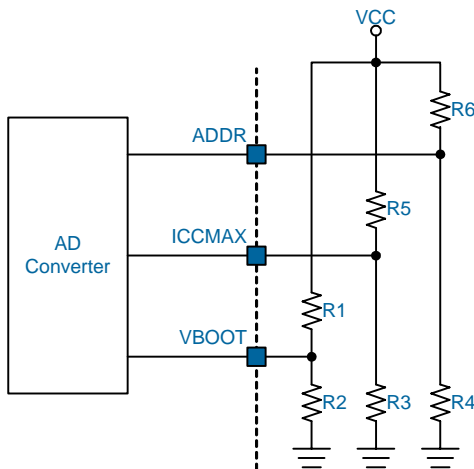 VCC
R6
ADDR
R5
ICCMAX
AD
Converter
R1
VBOOT
R2
R3
R4